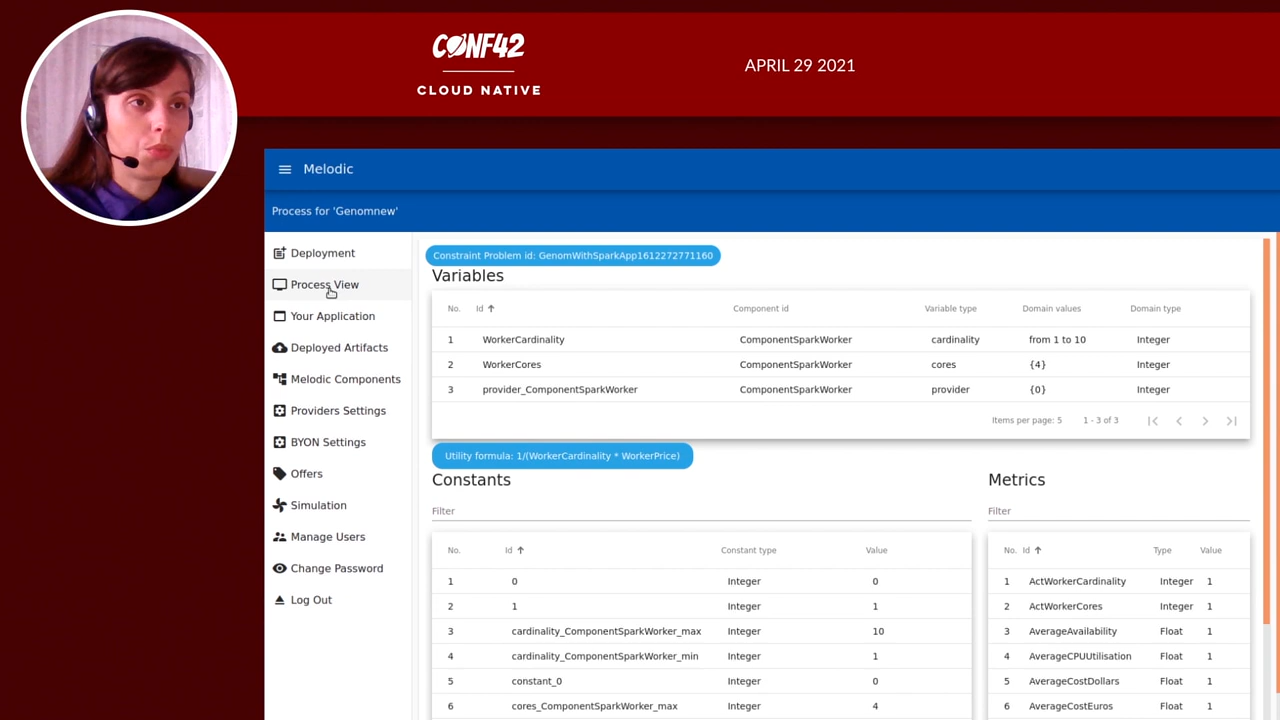 CONF42
CLOUD NATIVE
APRIL 29 2021
Melodic
Process for 'Genomnew'
Deployment
Process View
Your Application
Deployed Artifacts
Melodic Components
Providers Settings
BYON Settings
Offers
Simulation
Manage Users
Change Password
Log Out
Constraint Problem id: GenomWithSparkApp1612272771160
Variables
No. Id Component id Variable type Domain values Domain type
1 WorkerCardinality ComponentSparkWorker cardinality from 1 to 10 Integer
2 WorkerCores ComponentSparkWorker cores {4} Integer
3 provider_ComponentSparkWorker ComponentSparkWorker provider {0} Integer
Items per page: 5 1 - 3 of 3
Utility formula: 1/(WorkerCardinality * WorkerPrice)
Constants
Filter
No. Id Constant type Value
1 0 Integer 0
2 1 Integer 1
3 cardinality_ComponentSparkWorker_max Integer 10
4 cardinality_ComponentSparkWorker_min Integer 1
5 constant_0 Integer 0
6 cores_ComponentSparkWorker_max Integer 4
Metrics
Filter
No. Id Type Value
1 ActWorkerCardinality Integer 1
2 ActWorkerCores Integer 1
3 AverageAvailability Float 1
4 AverageCPUUtilisation Float 1
5 AverageCostDollars Float 1
6 AverageCostEuros Float 1